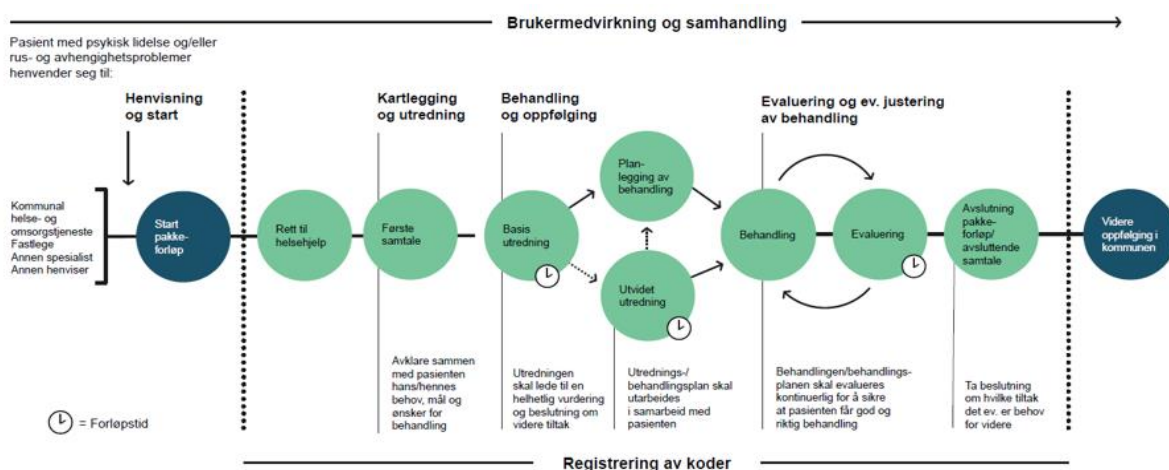 Brukermedvirkning og samhandling
Pasient med psykisk lidelse og/eller
rus- og avhengighetsproblemer
henvender seg til:
Henvisning
og start
Kartlegging
og utredning
Behandling
og oppfølging
Evaluering og ev. justering
av behandling
Kommunal
helse- og
omsorgstjeneste
Fastlege
Annen spesialist
Annen henviser
Start
pakke-
forløp
Rett til
helsehjelp
Første
samtale
Basis
utredning
Plan-
legging av
behandling
Utvidet
utredning
Behandling
Evaluering
Avslutning
pakke-
forløp/
avsluttende
samtale
Videre
oppfølging i
kommunen
Avklare sammen
med pasienten
hans/hennes
behov, mål og
ønsker for
behandling
Utredningen
skal lede til en
helhetlig vurdering
og beslutning om
videre tiltak
Utrednings-/
behandlingsplan skal
utarbeides
i samarbeid med
pasienten
Behandlingen/behandlings-
planen skal evalueres
kontinuerlig for å sikre
at pasienten får god og
riktig behandling
Ta beslutning
om hvilke tiltak
det ev. er behov
for videre
= Forløpstid
Registrering av koder